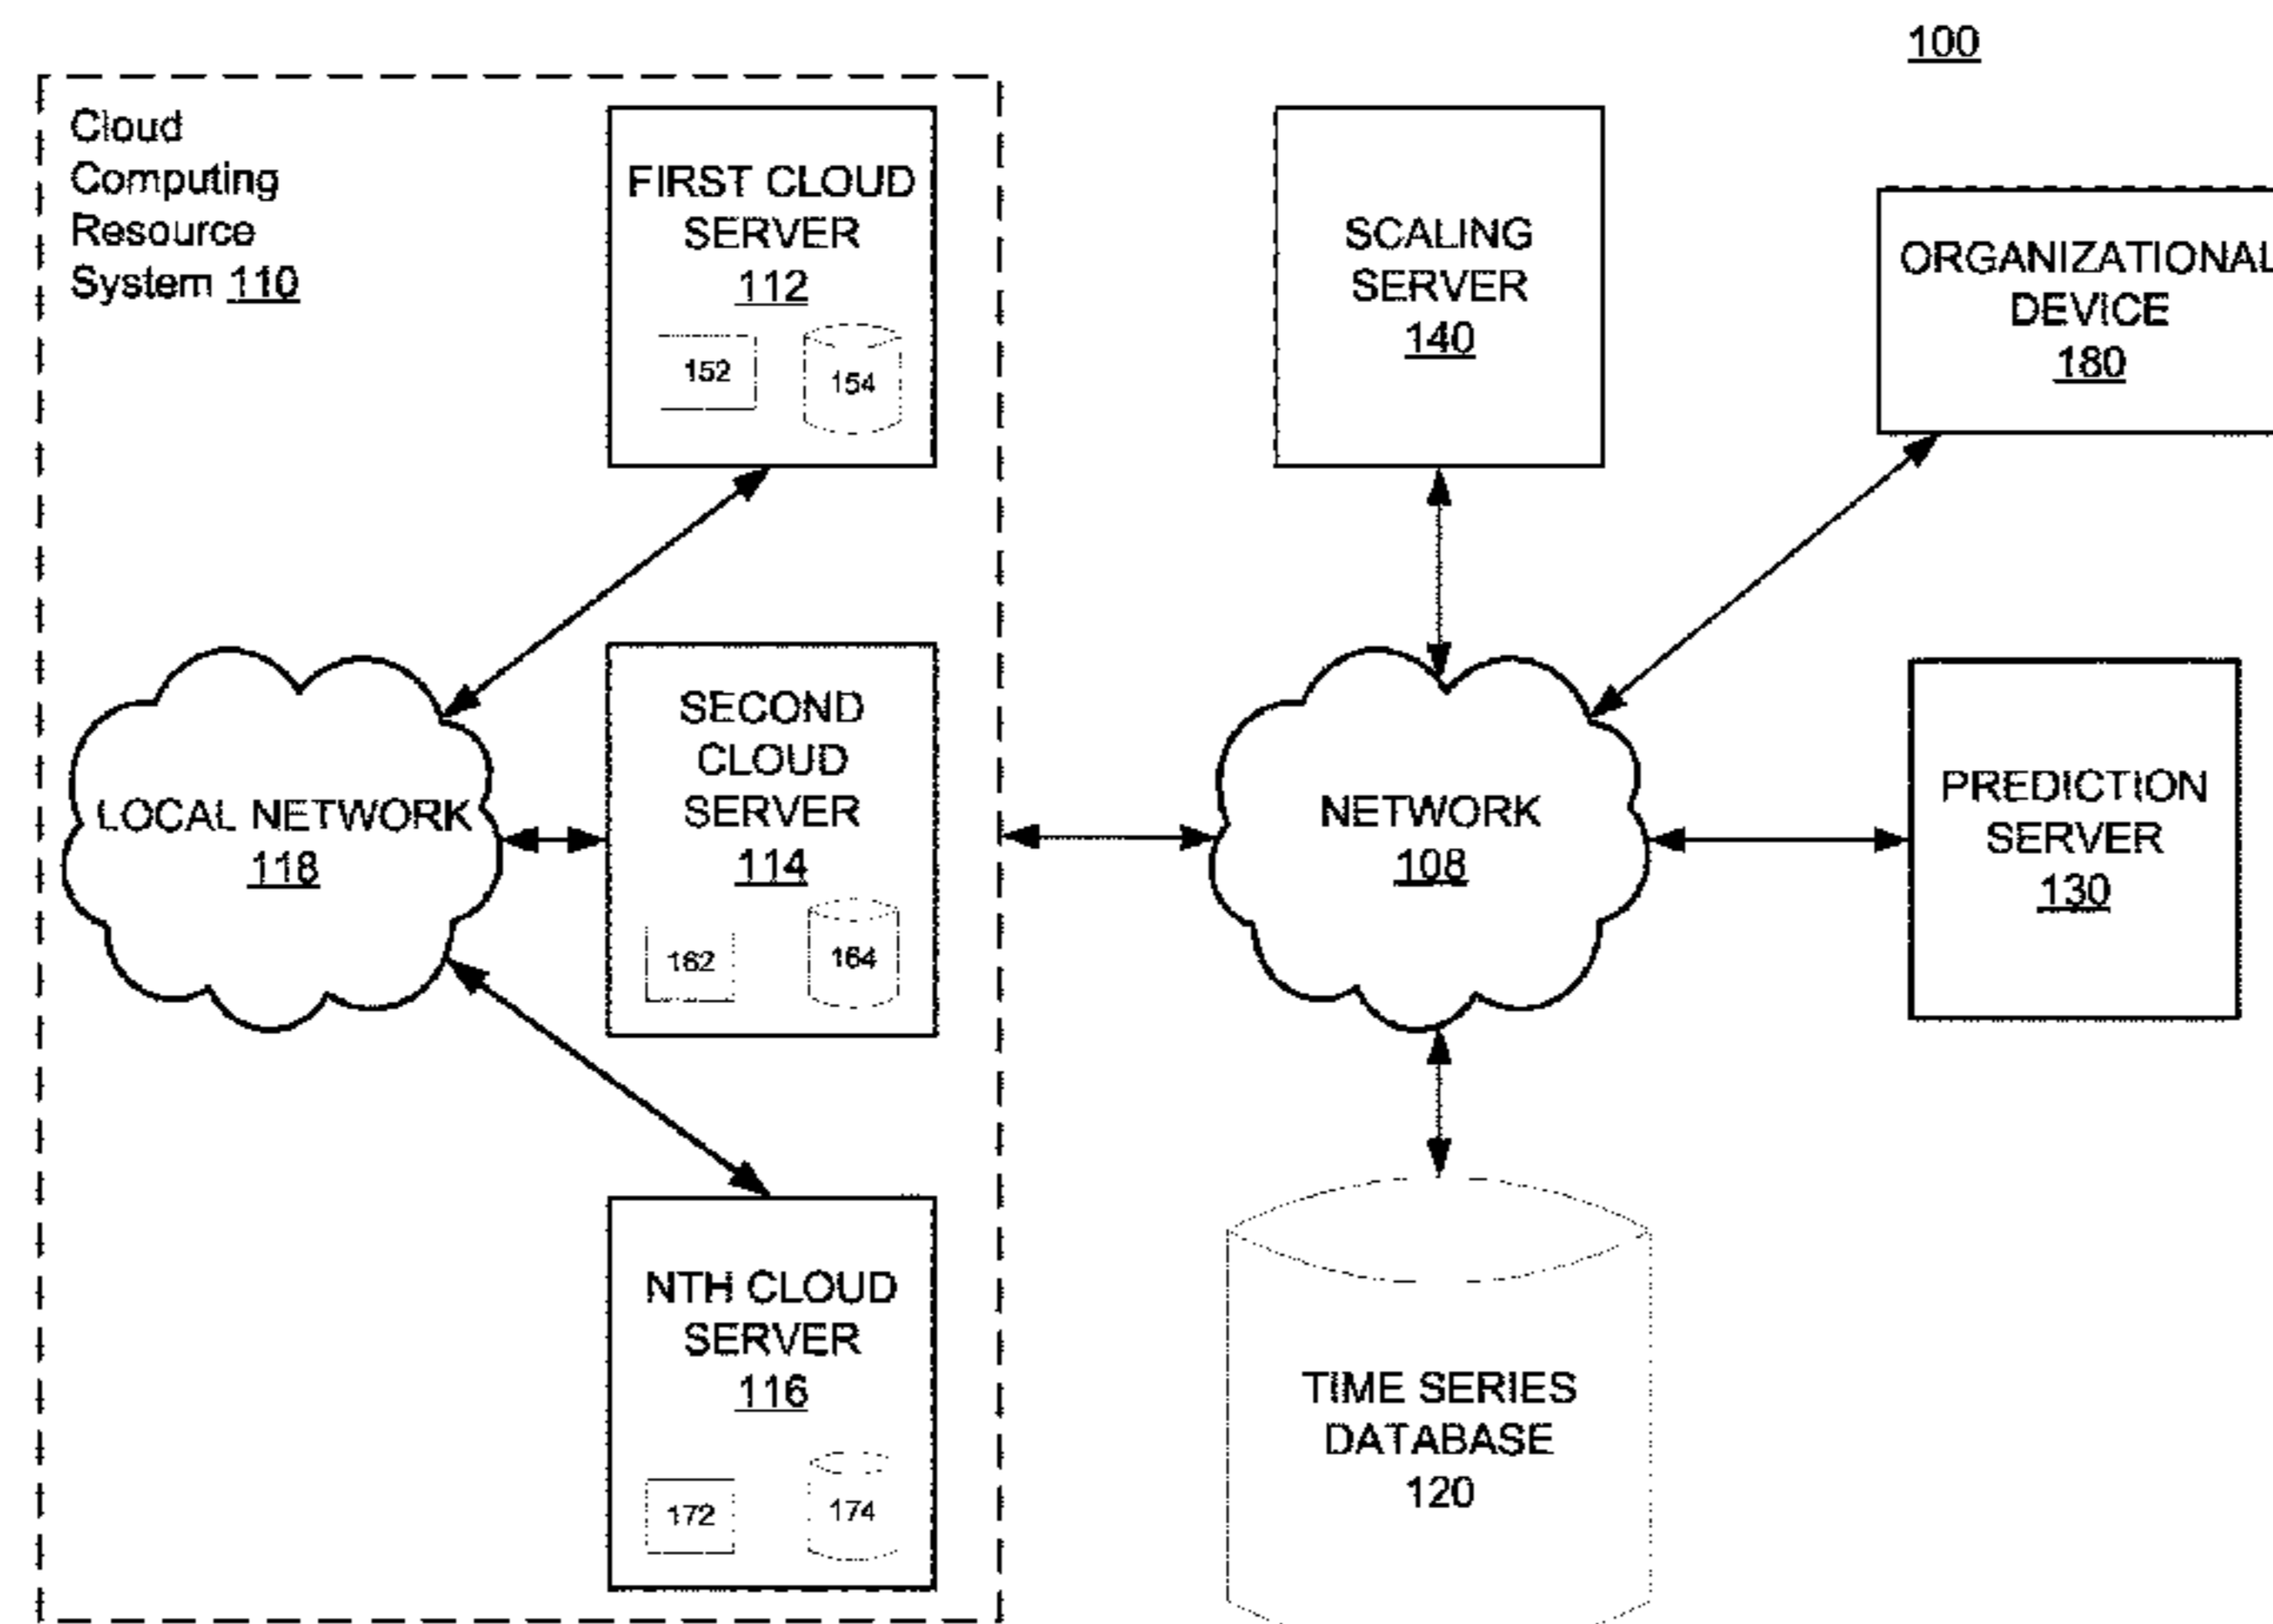 100
Cloud
Computing
Resource
System 110
FIRST CLOUD
SERVER
112
152
154
SCALING
SERVER
140
ORGANIZATIONAL
DEVICE
180
LOCAL NETWORK
118
SECOND
CLOUD
SERVER
114
162
164
NETWORK
108
PREDICTION
SERVER
130
NTH CLOUD
SERVER
116
172
174
TIME SERIES
DATABASE
120